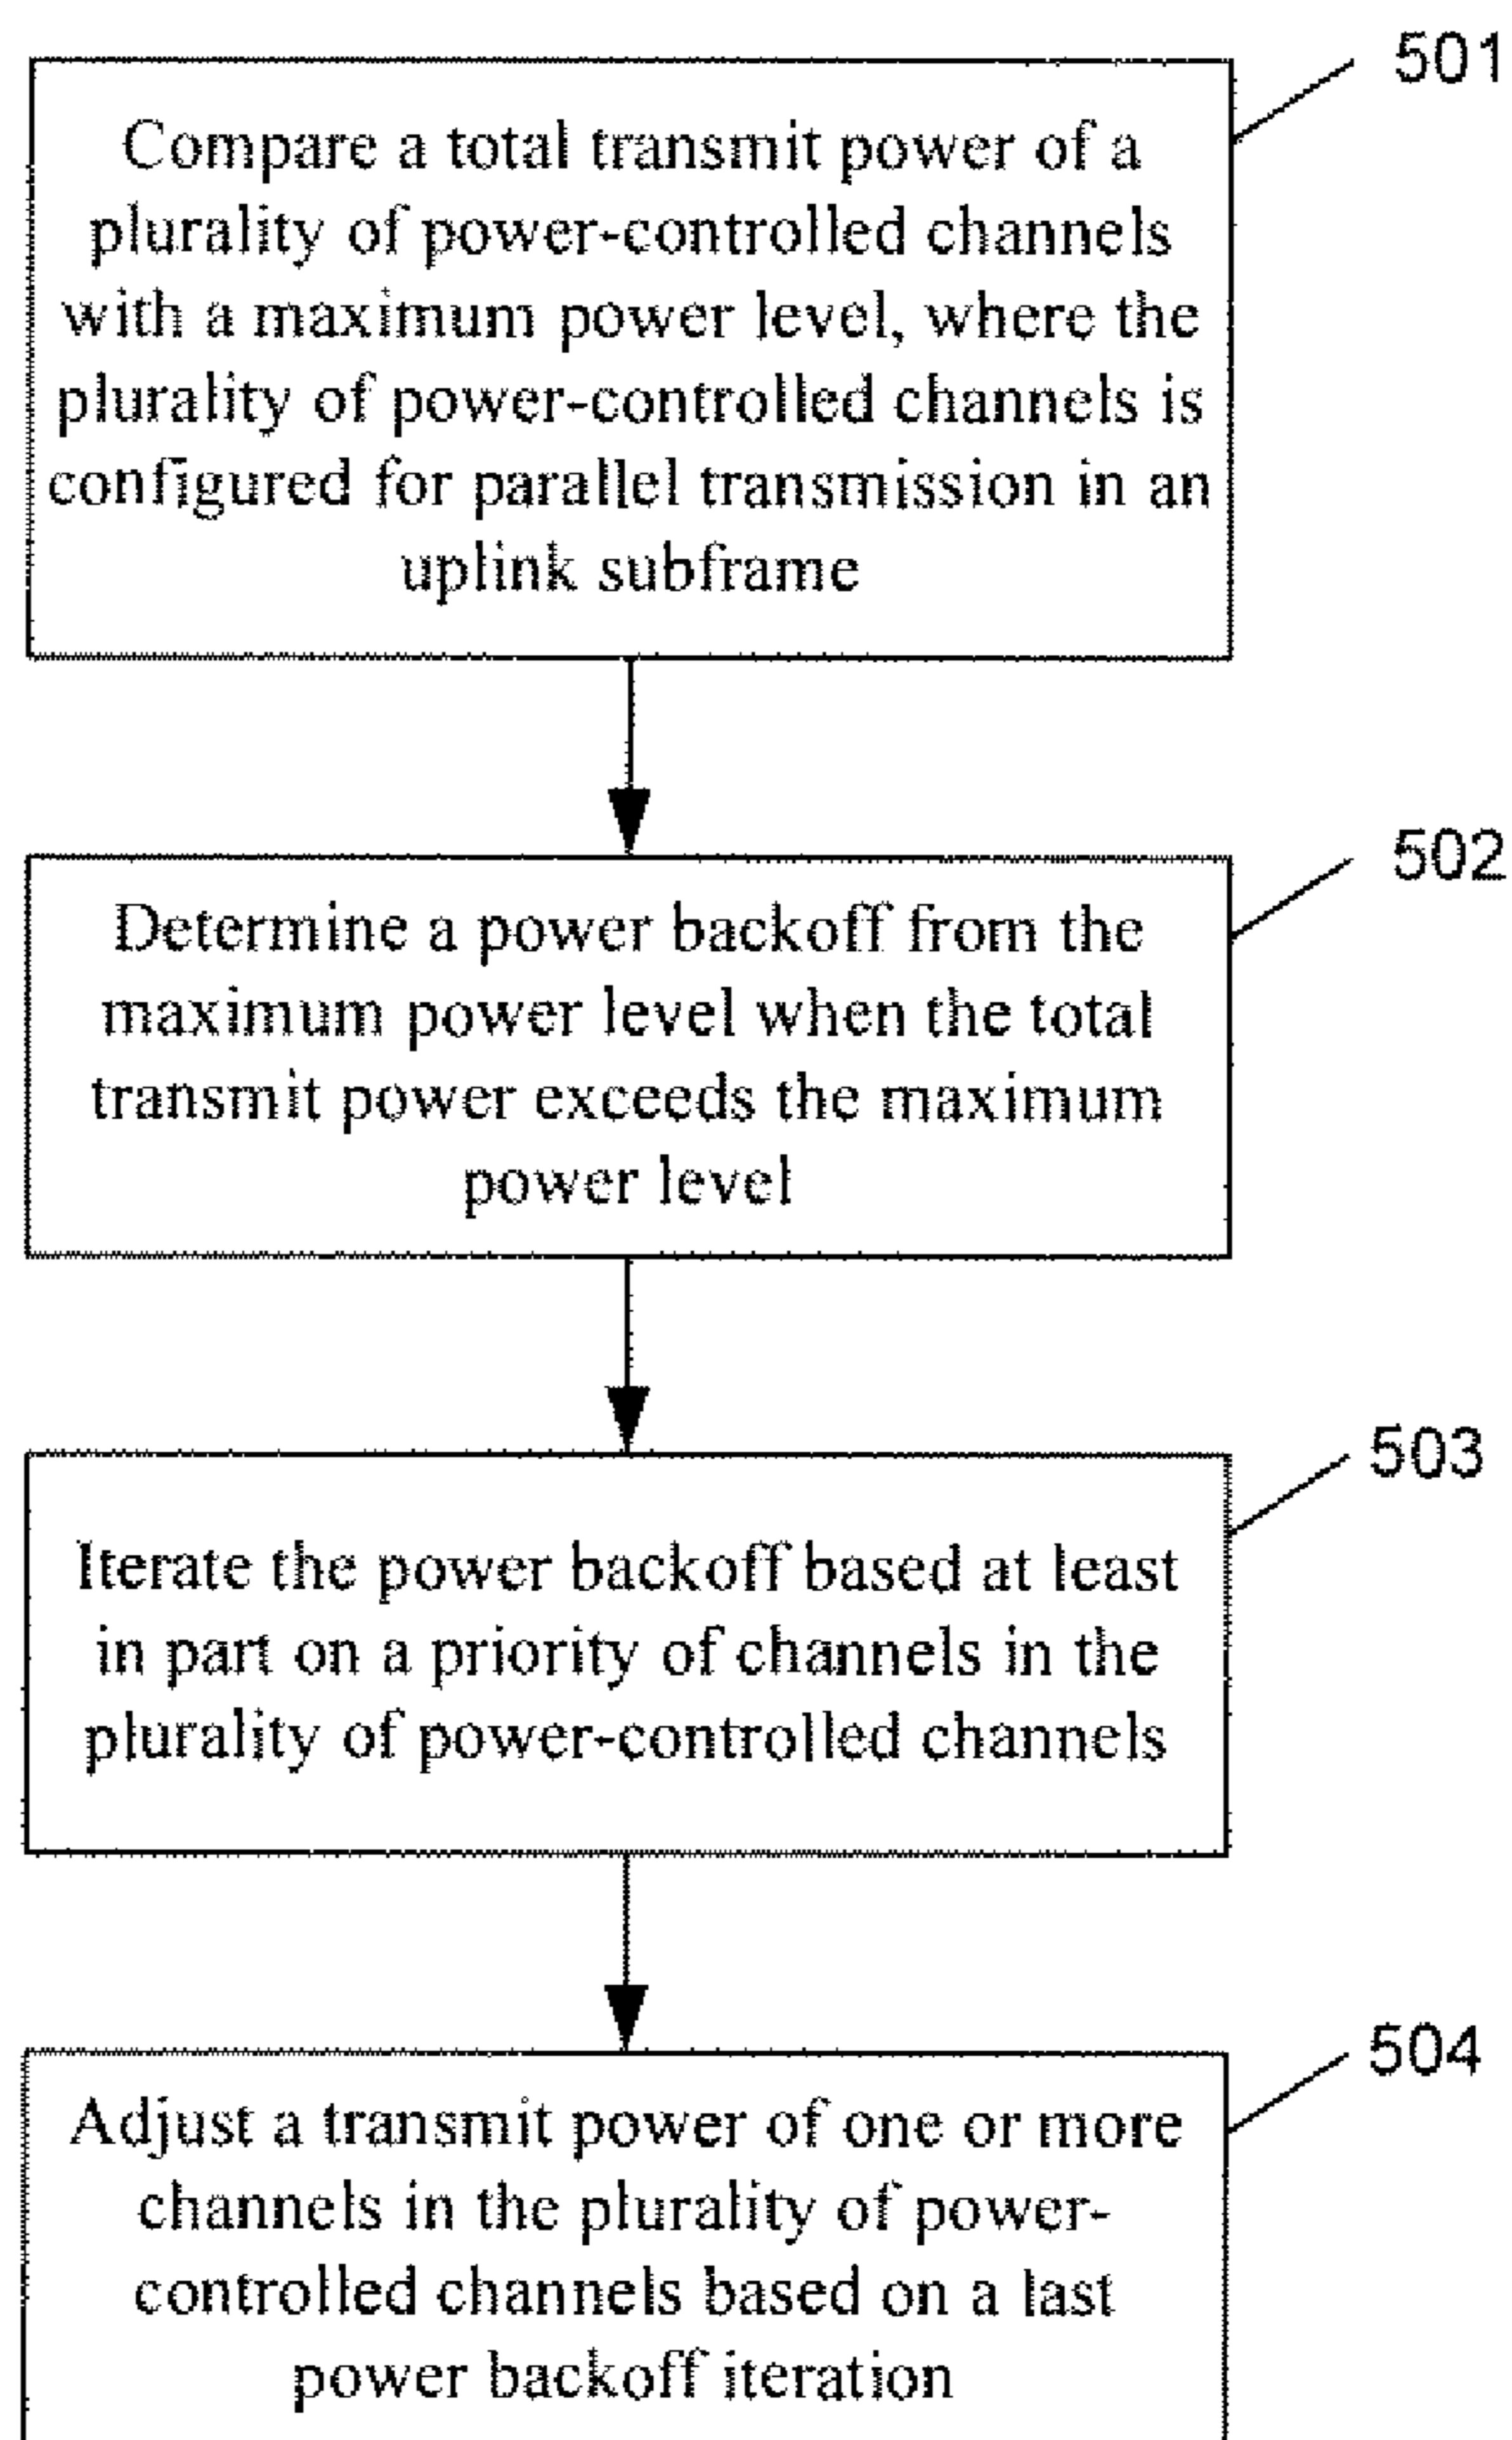 501
Compare a total transmit power of a
plurality of power-controlled channels
with a maximum power level, where the
plurality of power-controlled channels is
configured for parallel transmission in an
uplink subframe
502
Determine a power backoff from the
maximum power level when the total
transmit power exceeds the maximum
power level
503
Iterate the power backoff based at least
in part on a priority of channels in the
plurality of power-controlled channels
504
Adjust a transmit power of one or more
channels in the plurality of power-
controlled channels based on a last
power backoff iteration